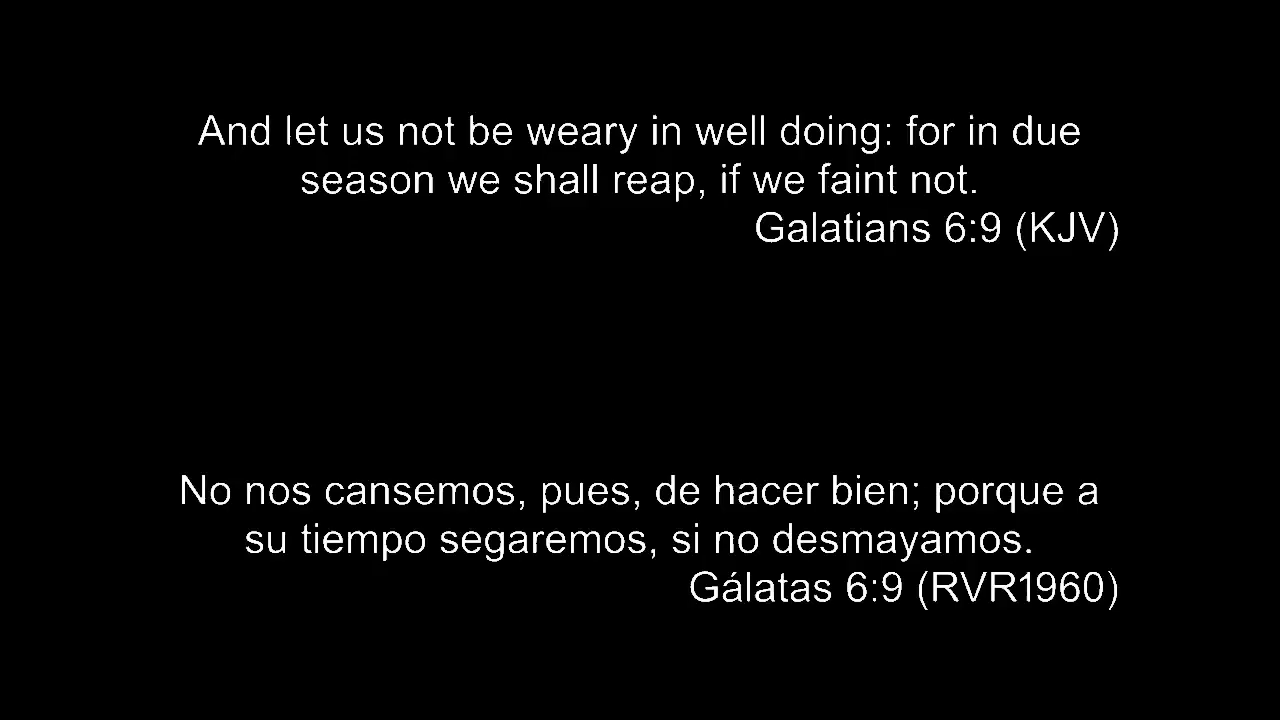 And let us not be weary in well doing: for in due
season we shall reap, if we faint not.
Galatians 6:9 (KJV)
No nos cansemos, pues, de hacer bien; porque a
su tiempo segaremos, si no desmayamos.
Gálatas 6:9 (RVR1960)